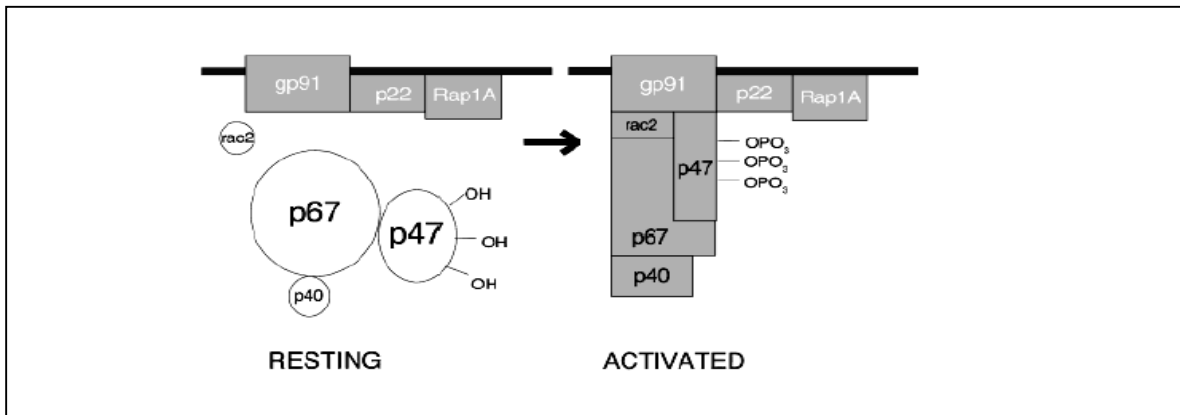 gp91
p22
Rap1A
rac2
p67
p47
OH
OH
OH
p40
RESTING
gp91
p22
Rap1A
rac2
p47
OPO₃
OPO₃
OPO₃
p67
p40
ACTIVATED